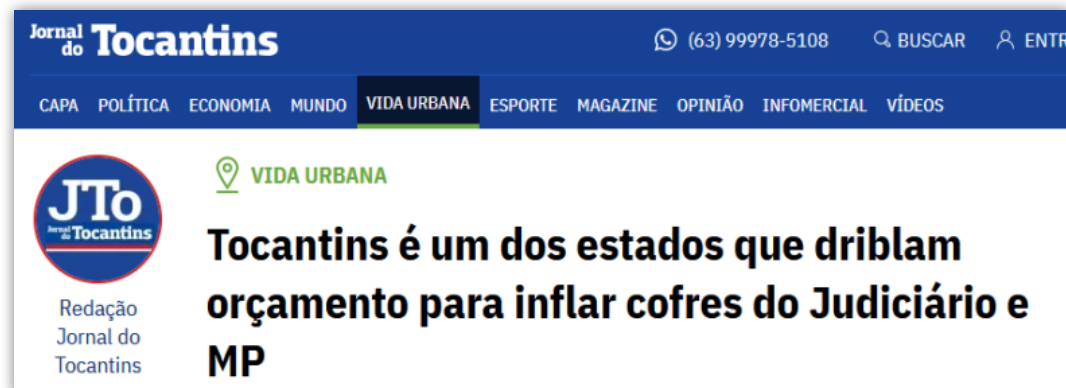 Jornal do Tocantins
(63) 99978-5108 BUSCAR ENTR
CAPA POLÍTICA ECONOMIA MUNDO VIDA URBANA ESPORTE MAGAZINE OPINIÃO INFOMERCIAL VÍDEOS
JTo
Jornal do Tocantins
Redação
Jornal do
Tocantins
VIDA URBANA
Tocantins é um dos estados que driblam
orçamento para inflar cofres do Judiciário e
MP